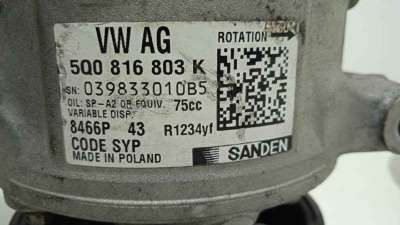 VW AG
ROTATION →
5Q0 816 803 K
SN: 039833010B5
OIL: SP-A2 OR EQUIV. 75cc
VARIABLE DISP.
8466P 43 R1234yf
CODE SYP
MADE IN POLAND
SANDEN